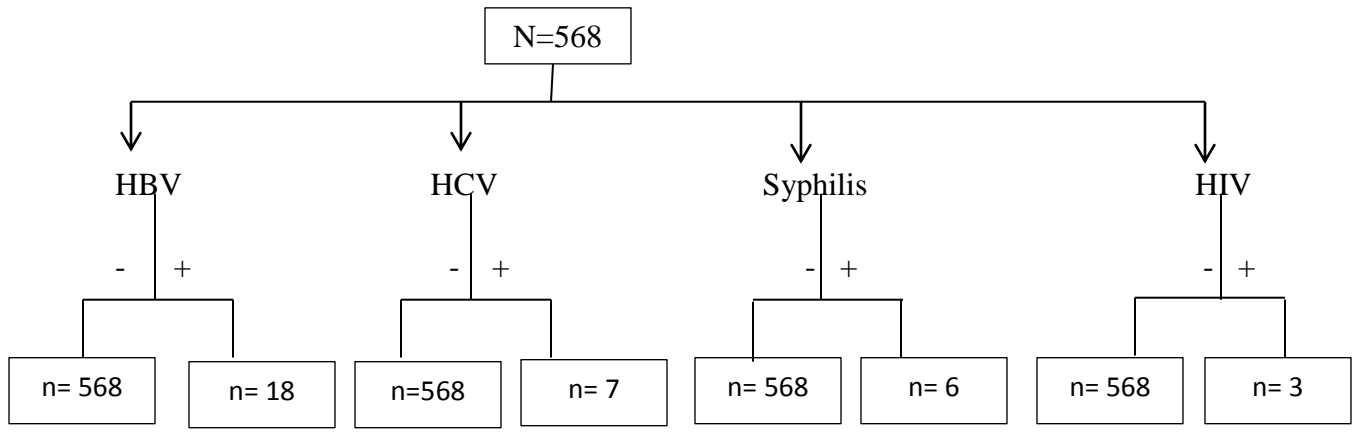 N=568
HBV HCV Syphilis HIV
- + - + - + - +
n= 568 n= 18 n=568 n= 7 n= 568 n= 6 n= 568 n= 3